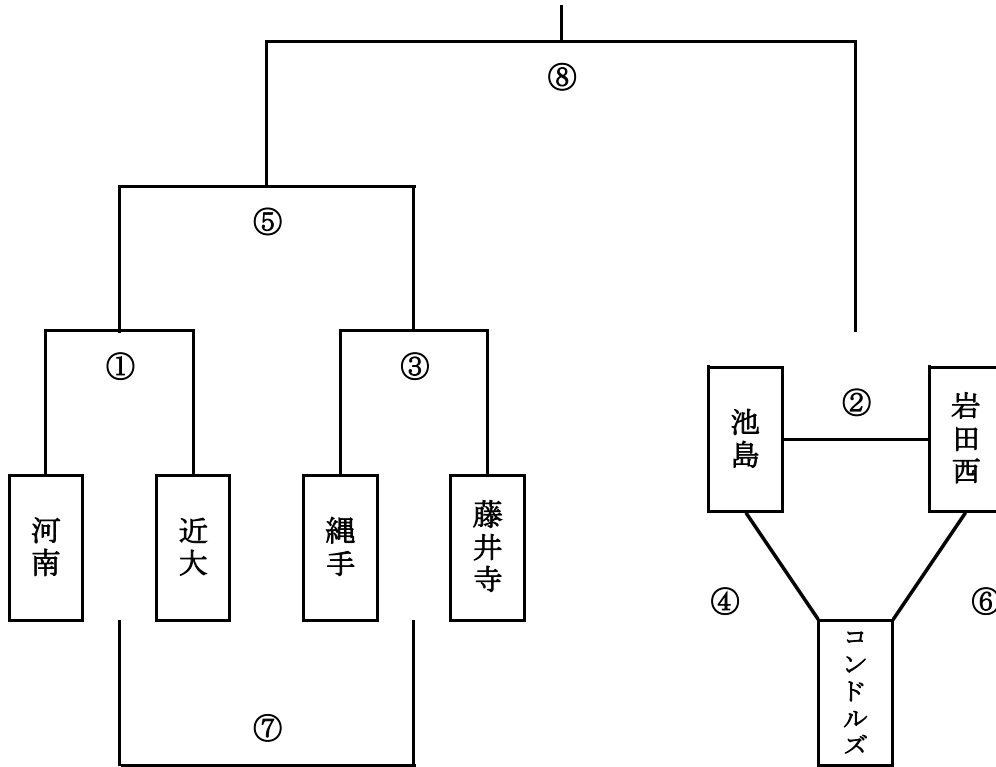 ⑧
⑤
①
③
②
池島
岩田西
河南
近大
縄手
藤井寺
④
⑥
コンドルズ
⑦